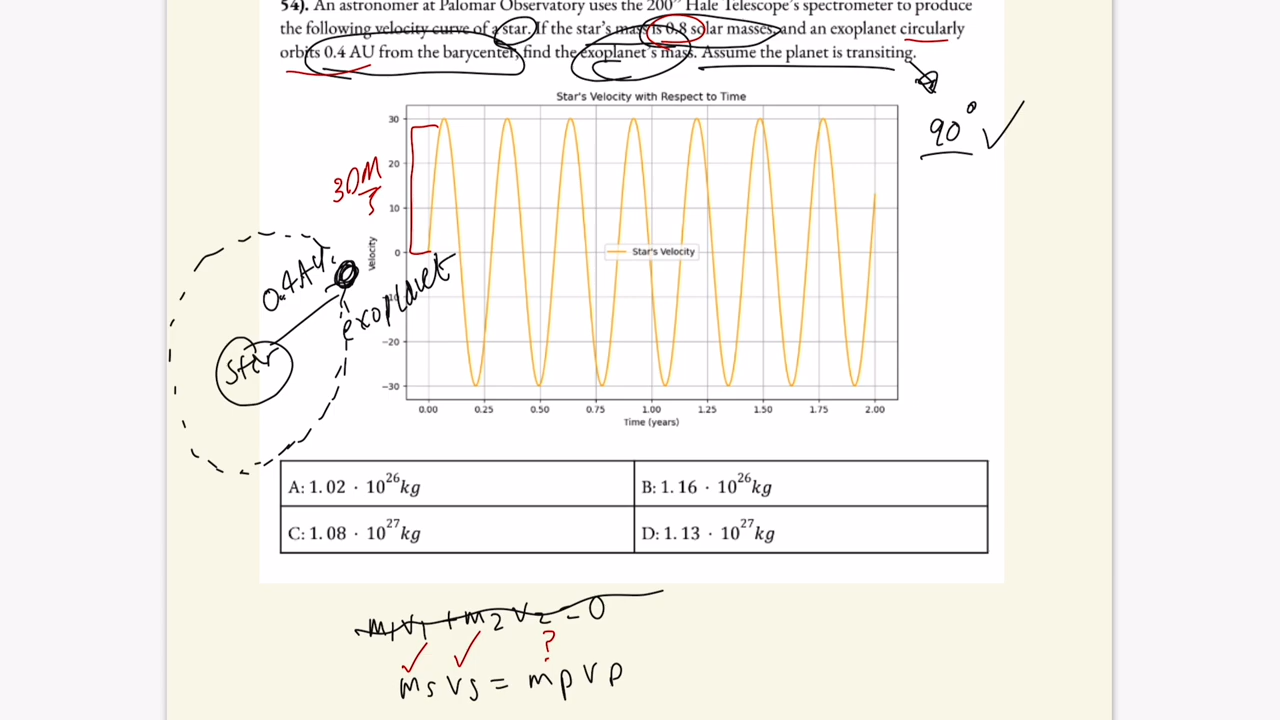 54). An astronomer at Palomar Observatory uses the 200" Hale Telescope's spectrometer to produce
the following velocity curve of a star. If the star's mass is 0.8 solar masses, and an exoplanet circularly
orbits 0.4 AU from the barycenter, find the exoplanet's mass. Assume the planet is transiting.
90° ✓
Star's Velocity with Respect to Time
30
20
10
0
-10
-20
-30
Velocity
Star's Velocity
0.00 0.25 0.50 0.75 1.00 1.25 1.50 1.75 2.00
Time (years)
30 M/S
0.4AU
exoplanet
star
A: 1.02 · 10^26 kg
B: 1.16 · 10^26 kg
C: 1.08 · 10^27 kg
D: 1.13 · 10^27 kg
m1v1 + m2v2 = 0
✓ ✓ ?
msvs = mpvp